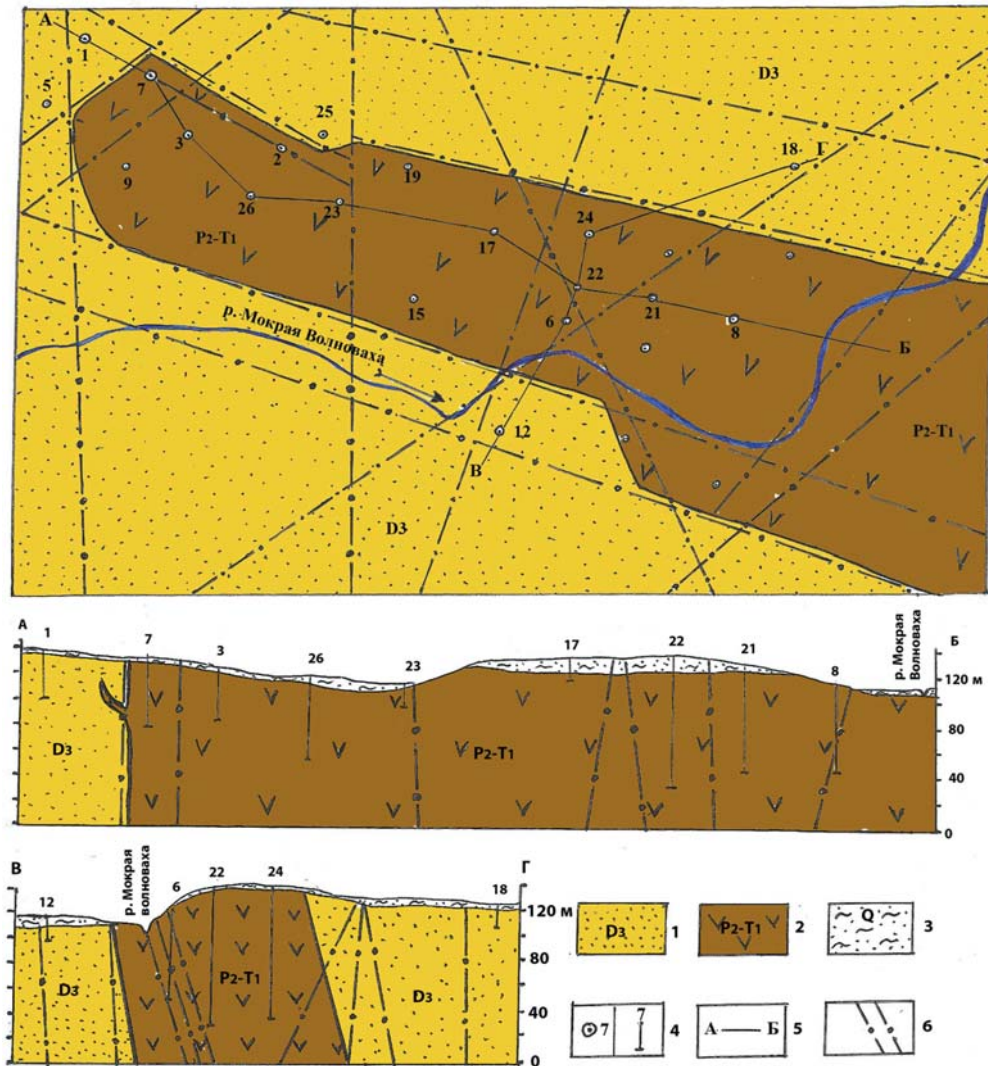 А
1
7
5
25
D3
3
2
18 Г
9
19
26
23
24
P2-T1
17
22
15
6
21
8
р. Мокрая Волноваха
Б
12
P2-T1
В
D3
А
1
7
3
26
23
17
22
21
8
р. Мокрая
Волноваха
Б
120 м
80
40
0
D3
P2-T1
В
12
р. Мокрая
волноваха
6
22
24
18
Г
120 м
80
40
0
D3
P2-T1
D3
D3 1
P2-T1 2
Q 3
7 7 4
А Б 5
6